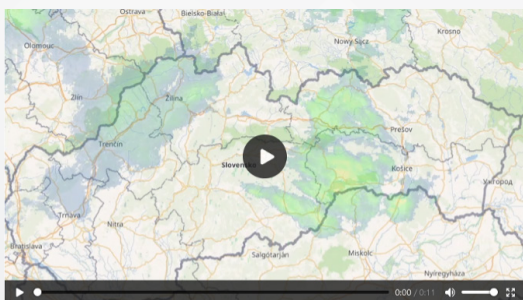 Ostrava
Bielsko-Biała
Krosno
Olomouc
Nowy Sącz
Zlín
Žilina
Prešov
Trenčín
Slovensko
Košice
Ужгород
Trnava
Nitra
Bratislava
Salgótarján
Miskolc
Nyíregyháza
0:00 / 0:11